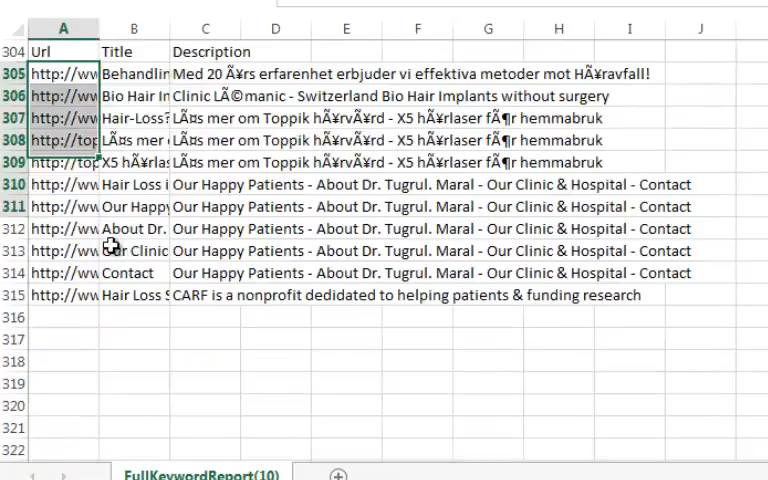 A B C D E F G H I J
304 Url Title Description
305 http://ww Behandlin Med 20 Ã¥rs erfarenhet erbjuder vi effektiva metoder mot HÃ¥ravfall!
306 http://ww Bio Hair In Clinic LÃ©manic - Switzerland Bio Hair Implants without surgery
307 http://ww Hair-Loss? LÃ¤s mer om Toppik hÃ¥rvÃ¥rd - X5 hÃ¥rlaser fÃ¶r hemmabruk
308 http://top LÃ¤s mer LÃ¤s mer om Toppik hÃ¥rvÃ¥rd - X5 hÃ¥rlaser fÃ¶r hemmabruk
309 http://top X5 hÃ¥rlas LÃ¤s mer om Toppik hÃ¥rvÃ¥rd - X5 hÃ¥rlaser fÃ¶r hemmabruk
310 http://ww Hair Loss i Our Happy Patients - About Dr. Tugrul. Maral - Our Clinic & Hospital - Contact
311 http://ww Our Happy Our Happy Patients - About Dr. Tugrul. Maral - Our Clinic & Hospital - Contact
312 http://ww About Dr. Our Happy Patients - About Dr. Tugrul. Maral - Our Clinic & Hospital - Contact
313 http://ww Our Clinic Our Happy Patients - About Dr. Tugrul. Maral - Our Clinic & Hospital - Contact
314 http://ww Contact Our Happy Patients - About Dr. Tugrul. Maral - Our Clinic & Hospital - Contact
315 http://ww Hair Loss S CARF is a nonprofit dedidated to helping patients & funding research
316
317
318
319
320
321
322
FullKeywordReport(10)